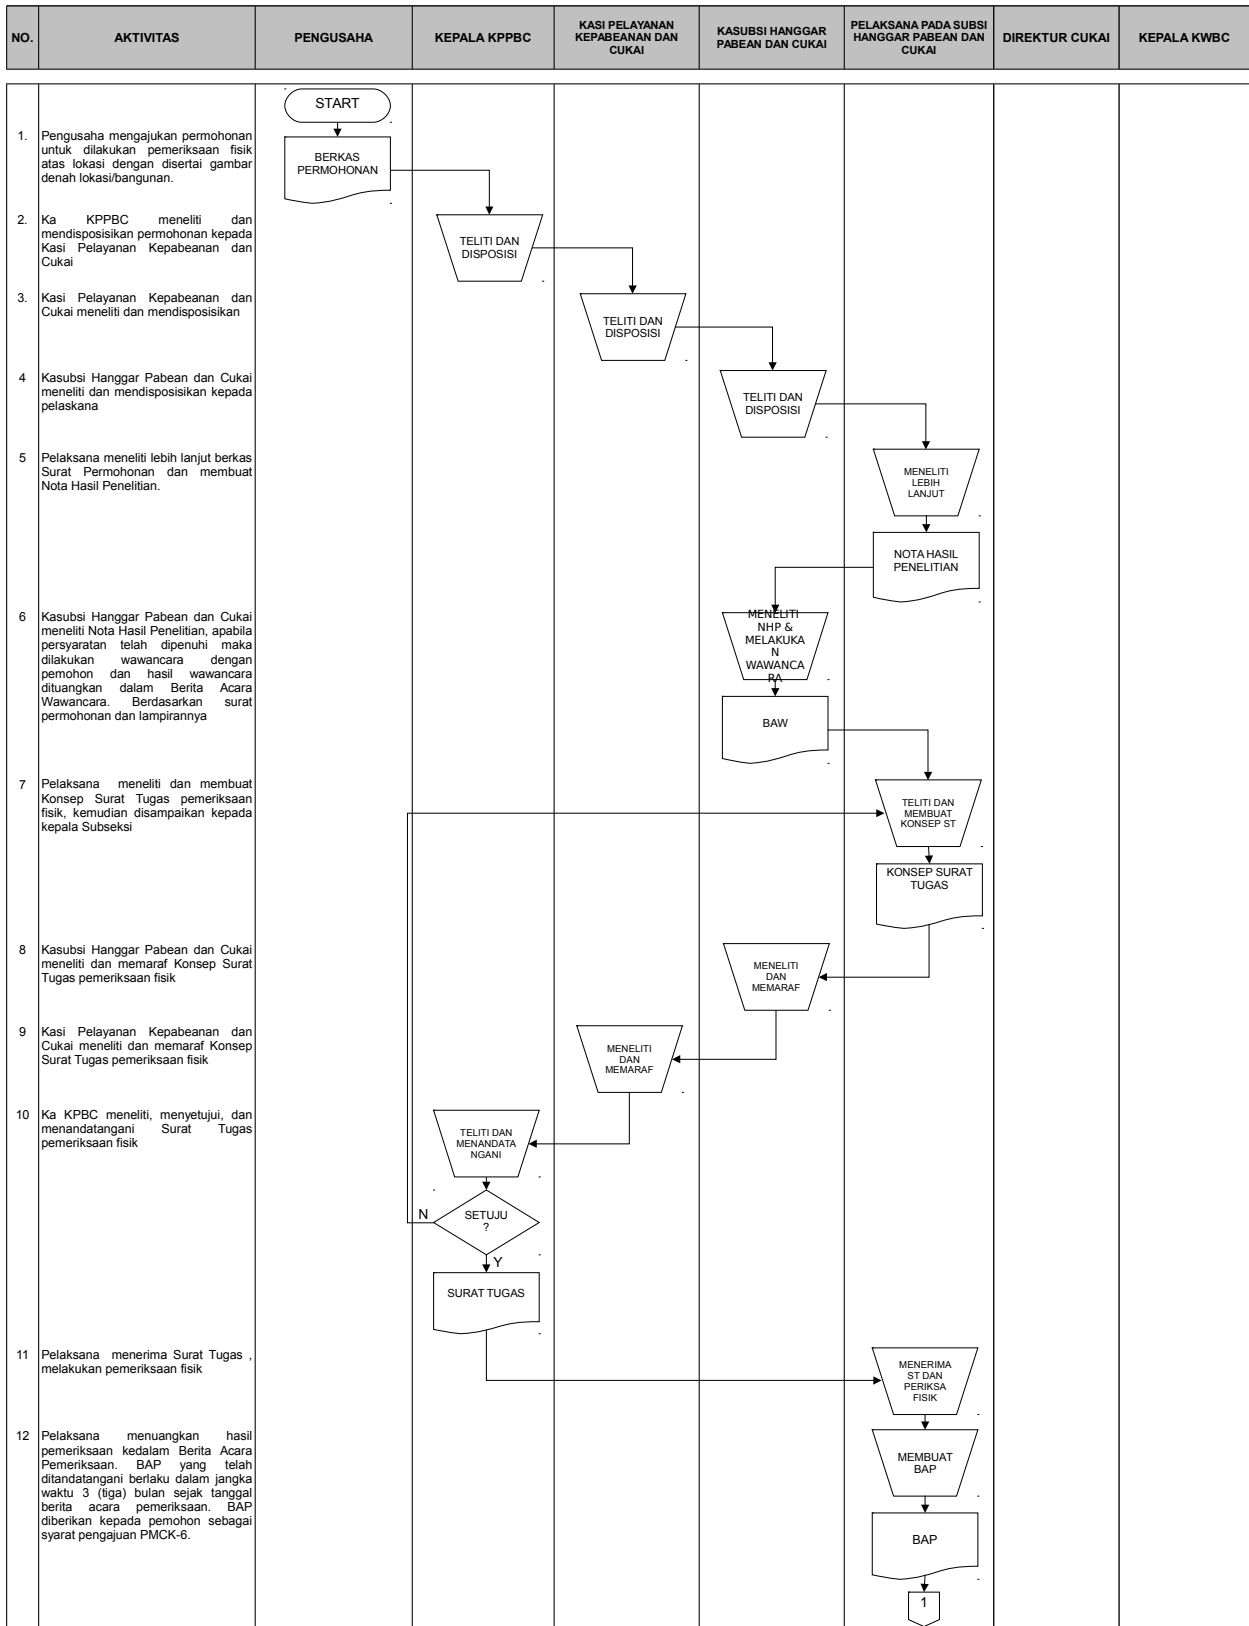 NO.
AKTIVITAS
PENGUSAHA
KEPALA KPPBC
KASI PELAYANAN
KEPABEANAN DAN
CUKAI
KASUBSI HANGGAR
PABEAN DAN CUKAI
PELAKSANA PADA SUBSI
HANGGAR PABEAN DAN
CUKAI
DIREKTUR CUKAI
KEPALA KWBC
START
1. Pengusaha mengajukan permohonan
untuk dilakukan pemeriksaan fisik
atas lokasi dengan disertai gambar
denah lokasi/bangunan.
BERKAS
PERMOHONAN
2. Ka KPPBC meneliti dan
mendisposisikan permohonan kepada
Kasi Pelayanan Kepabeanan dan
Cukai
TELITI DAN
DISPOSISI
3. Kasi Pelayanan Kepabeanan dan
Cukai meneliti dan mendisposikan
TELITI DAN
DISPOSISI
4 Kasubsi Hanggar Pabean dan Cukai
meneliti dan mendisposisikan kepada
pelaskana
TELITI DAN
DISPOSISI
5 Pelaksana meneliti lebih lanjut berkas
Surat Permohonan dan membuat
Nota Hasil Penelitian.
MENELITI
LEBIH
LANJUT
NOTA HASIL
PENELITIAN
6 Kasubsi Hanggar Pabean dan Cukai
meneliti Nota Hasil Penelitian, apabila
persyaratan telah dipenuhi maka
dilakukan wawancara dengan
pemohon dan hasil wawancara
dituangkan dalam Berita Acara
Wawancara. Berdasarkan surat
permohonan dan lampirannya
MENELITI
NHP &
MELAKUKA
N
WAWANCA
RA
BAW
7 Pelaksana meneliti dan membuat
Konsep Surat Tugas pemeriksaan
fisik, kemudian disampaikan kepada
kepala Subseksi
TELITI DAN
MEMBUAT
KONSEP ST
KONSEP SURAT
TUGAS
8 Kasubsi Hanggar Pabean dan Cukai
meneliti dan memaraf Konsep Surat
Tugas pemeriksaan fisik
MENELITI
DAN
MEMARAF
9 Kasi Pelayanan Kepabeanan dan
Cukai meneliti dan memaraf Konsep
Surat Tugas pemeriksaan fisik
MENELITI
DAN
MEMARAF
10 Ka KPBC meneliti, menyetujui, dan
menandatangani Surat Tugas
pemeriksaan fisik
TELITI DAN
MENANDATA
NGANI
N
SETUJU
?
Y
SURAT TUGAS
11 Pelaksana menerima Surat Tugas ,
melakukan pemeriksaan fisik
MENERIMA
ST DAN
PERIKSA
FISIK
12 Pelaksana menuangkan hasil
pemeriksaan kedalam Berita Acara
Pemeriksaan. BAP yang telah
ditandatangani berlaku dalam jangka
waktu 3 (tiga) bulan sejak tanggal
berita acara pemeriksaan. BAP
diberikan kepada pemohon sebagai
syarat pengajuan PMCK-6.
MEMBUAT
BAP
BAP
1